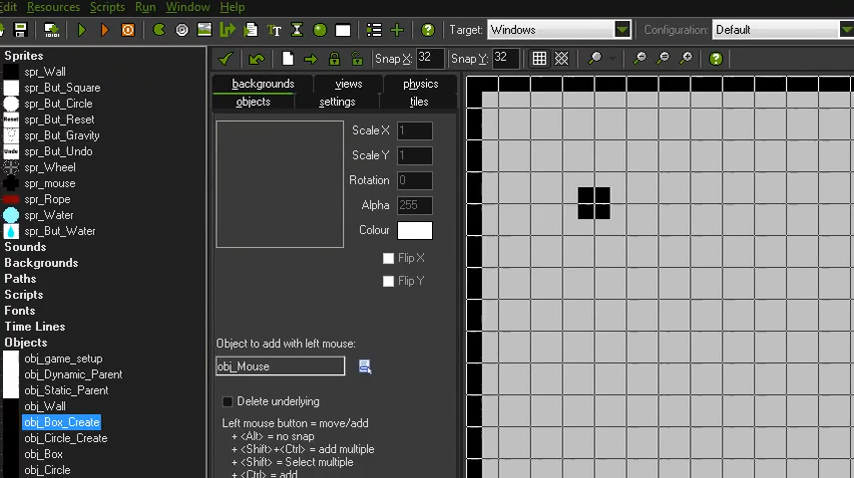 Edit Resources Scripts Run Window Help
Target: Windows Configuration: Default
Snap X: 32 Snap Y: 32
Sprites
spr_Wall
spr_But_Square
spr_But_Circle
Reset spr_But_Reset
spr_But_Gravity
Undo spr_But_Undo
spr_Wheel
spr_mouse
spr_Rope
spr_Water
spr_But_Water
Sounds
Backgrounds
Paths
Scripts
Fonts
Time Lines
Objects
obj_game_setup
obj_Dynamic_Parent
obj_Static_Parent
obj_Wall
obj_Box_Create
obj_Circle_Create
obj_Box
obj_Circle
backgrounds views physics
objects settings tiles
Scale X 1
Scale Y 1
Rotation 0
Alpha 255
Colour
Flip X
Flip Y
Object to add with left mouse:
obj_Mouse
Delete underlying
Left mouse button = move/add
+ <Alt> = no snap
+ <Shift>+<Ctrl> = add multiple
+ <Shift> = Select multiple
+ <Ctrl> = add